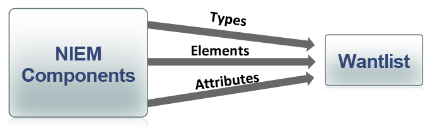 NIEM
Components
Types
Elements
Attributes
Wantlist